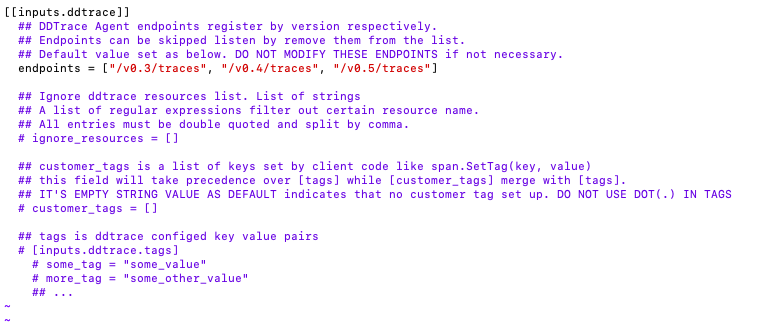 [[inputs.ddtrace]]
  ## DDTrace Agent endpoints register by version respectively.
  ## Endpoints can be skipped listen by remove them from the list.
  ## Default value set as below. DO NOT MODIFY THESE ENDPOINTS if not necessary.
  endpoints = ["/v0.3/traces", "/v0.4/traces", "/v0.5/traces"]

  ## Ignore ddtrace resources list. List of strings
  ## A list of regular expressions filter out certain resource name.
  ## All entries must be double quoted and split by comma.
  # ignore_resources = []

  ## customer_tags is a list of keys set by client code like span.SetTag(key, value)
  ## this field will take precedence over [tags] while [customer_tags] merge with [tags].
  ## IT'S EMPTY STRING VALUE AS DEFAULT indicates that no customer tag set up. DO NOT USE DOT(.) IN TAGS
  # customer_tags = []

  ## tags is ddtrace configed key value pairs
  # [inputs.ddtrace.tags]
    # some_tag = "some_value"
    # more_tag = "some_other_value"
    ## ...
~
~